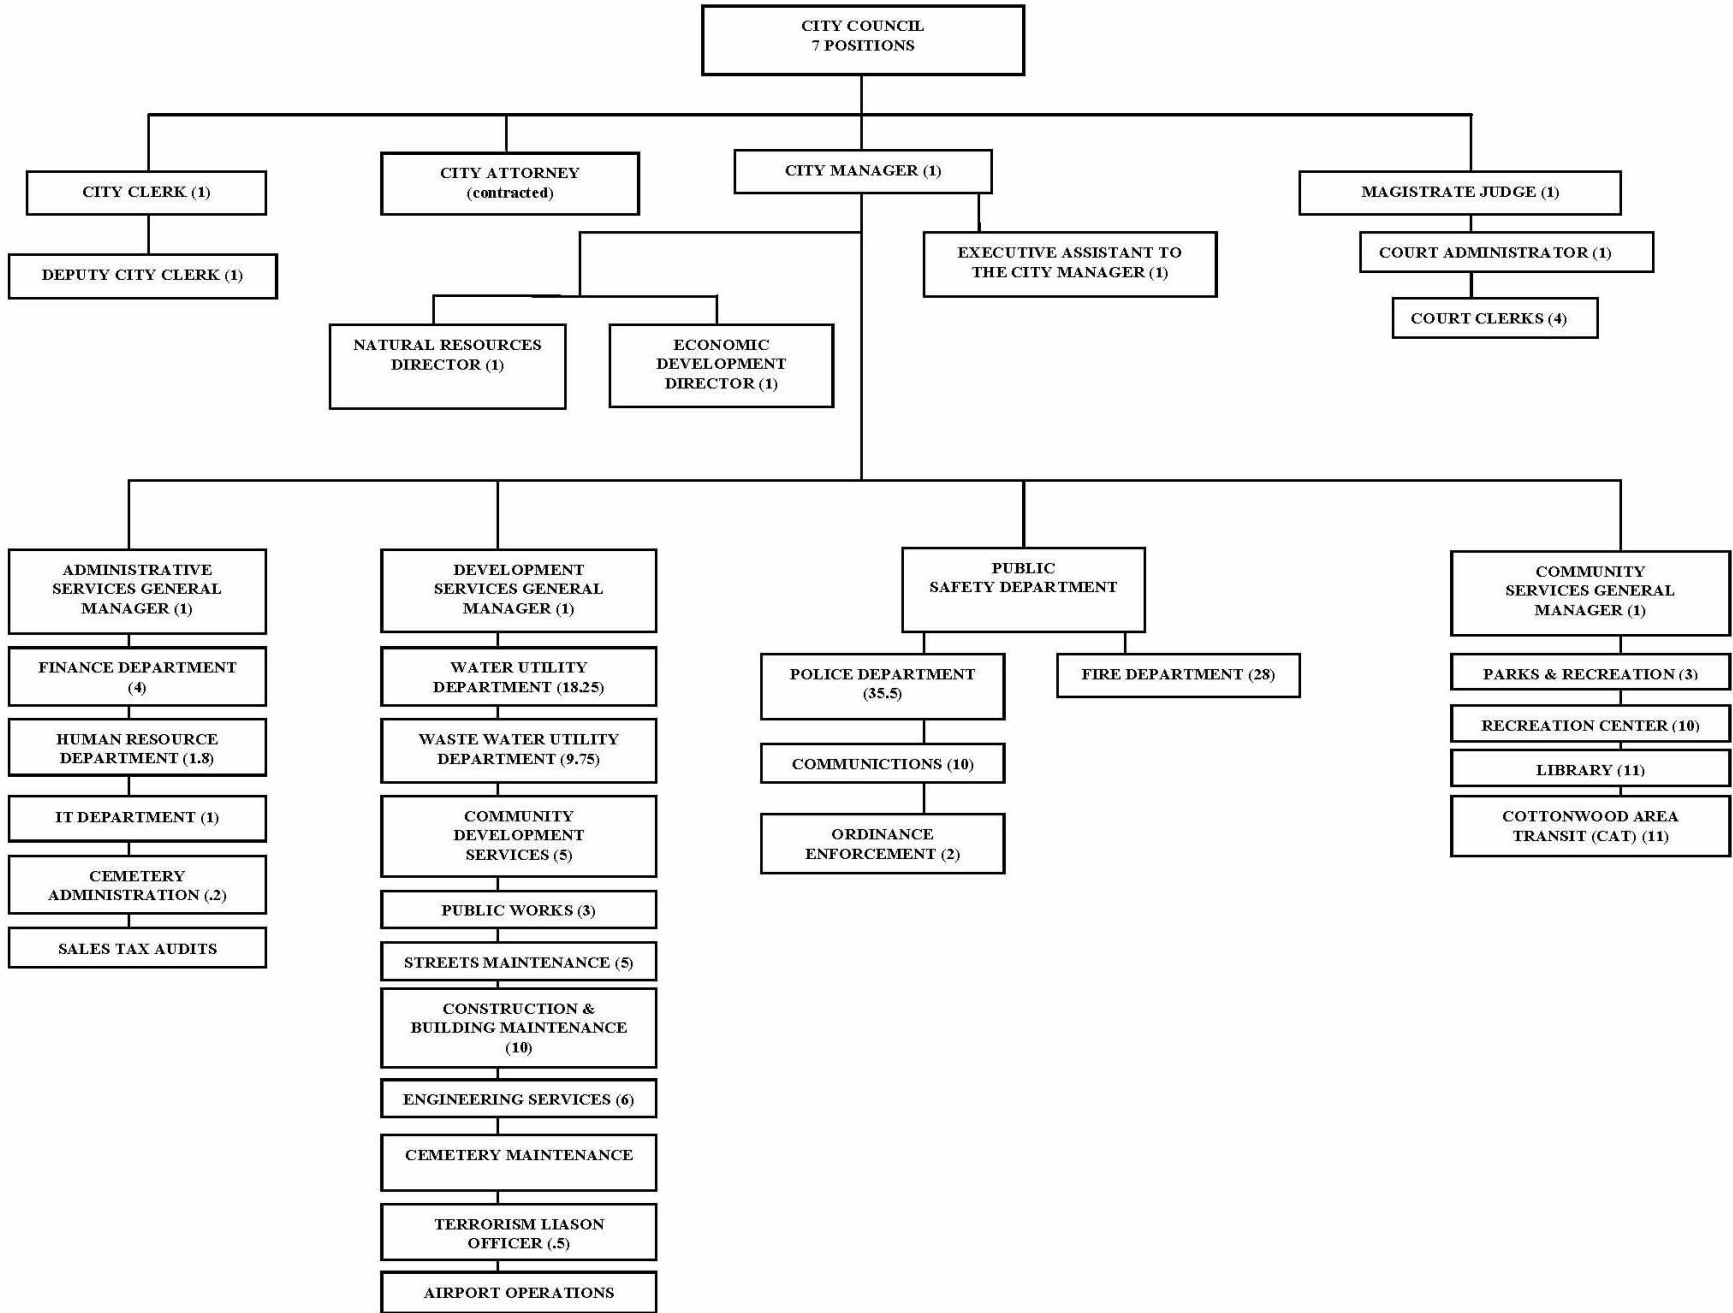 CITY COUNCIL
7 POSITIONS
CITY CLERK (1)
CITY ATTORNEY
(contracted)
CITY MANAGER (1)
MAGISTRATE JUDGE (1)
DEPUTY CITY CLERK (1)
EXECUTIVE ASSISTANT TO
THE CITY MANAGER (1)
COURT ADMINISTRATOR (1)
COURT CLERKS (4)
NATURAL RESOURCES
DIRECTOR (1)
ECONOMIC
DEVELOPMENT
DIRECTOR (1)
ADMINISTRATIVE
SERVICES GENERAL
MANAGER (1)
FINANCE DEPARTMENT
(4)
HUMAN RESOURCE
DEPARTMENT (1.8)
IT DEPARTMENT (1)
CEMETERY
ADMINISTRATION (.2)
SALES TAX AUDITS
DEVELOPMENT
SERVICES GENERAL
MANAGER (1)
WATER UTILITY
DEPARTMENT (18.25)
WASTE WATER UTILITY
DEPARTMENT (9.75)
COMMUNITY
DEVELOPMENT
SERVICES (5)
PUBLIC WORKS (3)
STREETS MAINTENANCE (5)
CONSTRUCTION &
BUILDING MAINTENANCE
(10)
ENGINEERING SERVICES (6)
CEMETERY MAINTENANCE
TERRORISM LIASON
OFFICER (.5)
AIRPORT OPERATIONS
PUBLIC
SAFETY DEPARTMENT
POLICE DEPARTMENT
(35.5)
COMMUNICTIONS (10)
ORDINANCE
ENFORCEMENT (2)
FIRE DEPARTMENT (28)
COMMUNITY
SERVICES GENERAL
MANAGER (1)
PARKS & RECREATION (3)
RECREATION CENTER (10)
LIBRARY (11)
COTTONWOOD AREA
TRANSIT (CAT) (11)